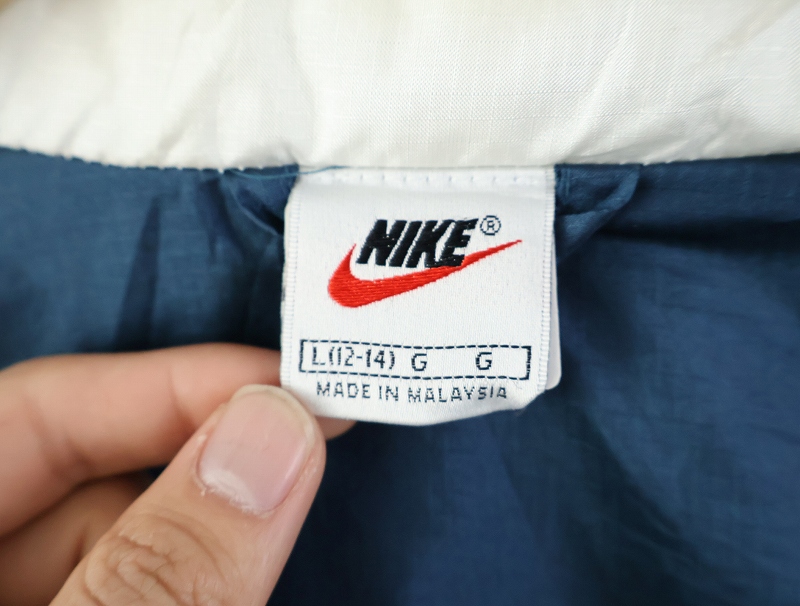 NIKE®
L(12-14) G G
MADE IN MALAYSIA